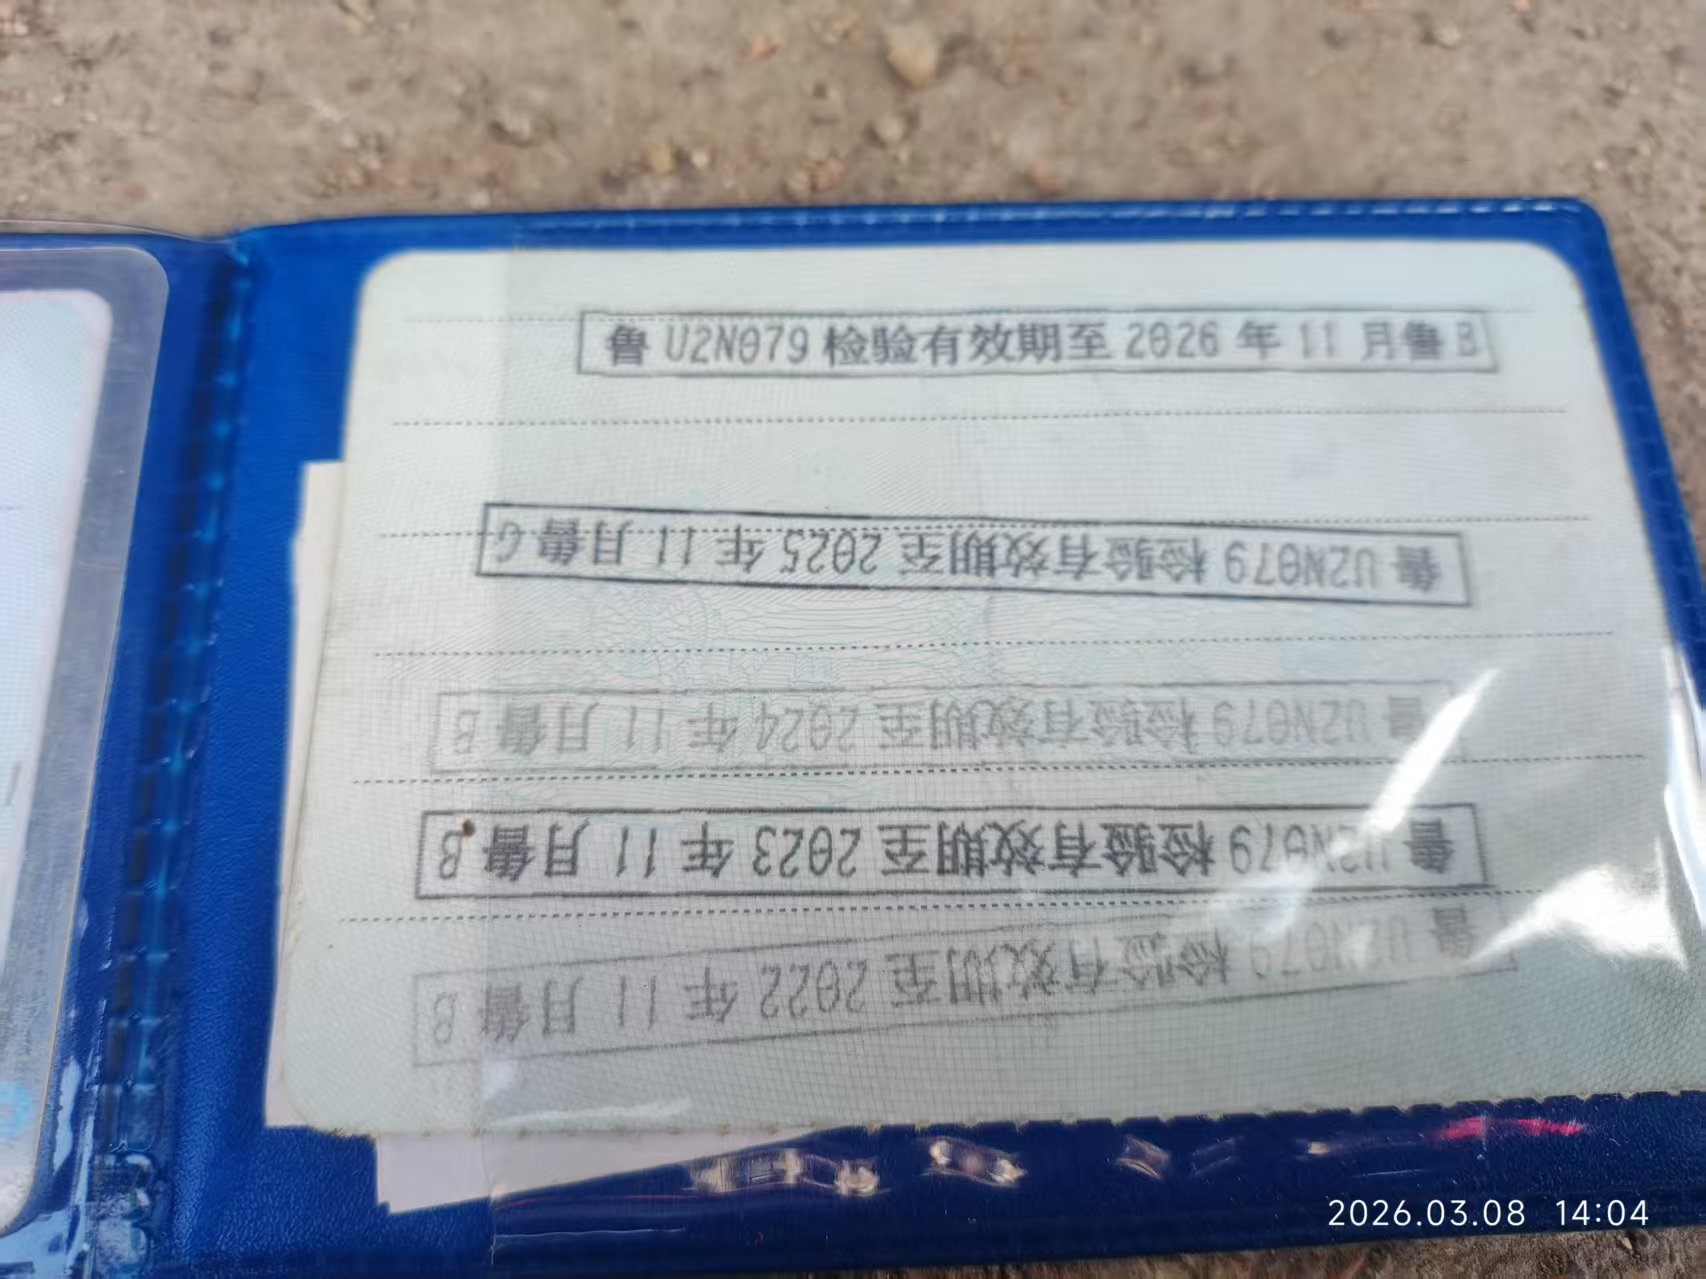 鲁 U2N079 检验有效期至 2026 年 11 月鲁 B
鲁 U2N079 检验有效期至 2025 年 11 月鲁 G
鲁 U2N079 检验有效期至 2024 年 11 月鲁 B
鲁 U2N079 检验有效期至 2023 年 11 月鲁 B
鲁 U2N079 检验有效期至 2022 年 11 月鲁 B
2026.03.08 14:04